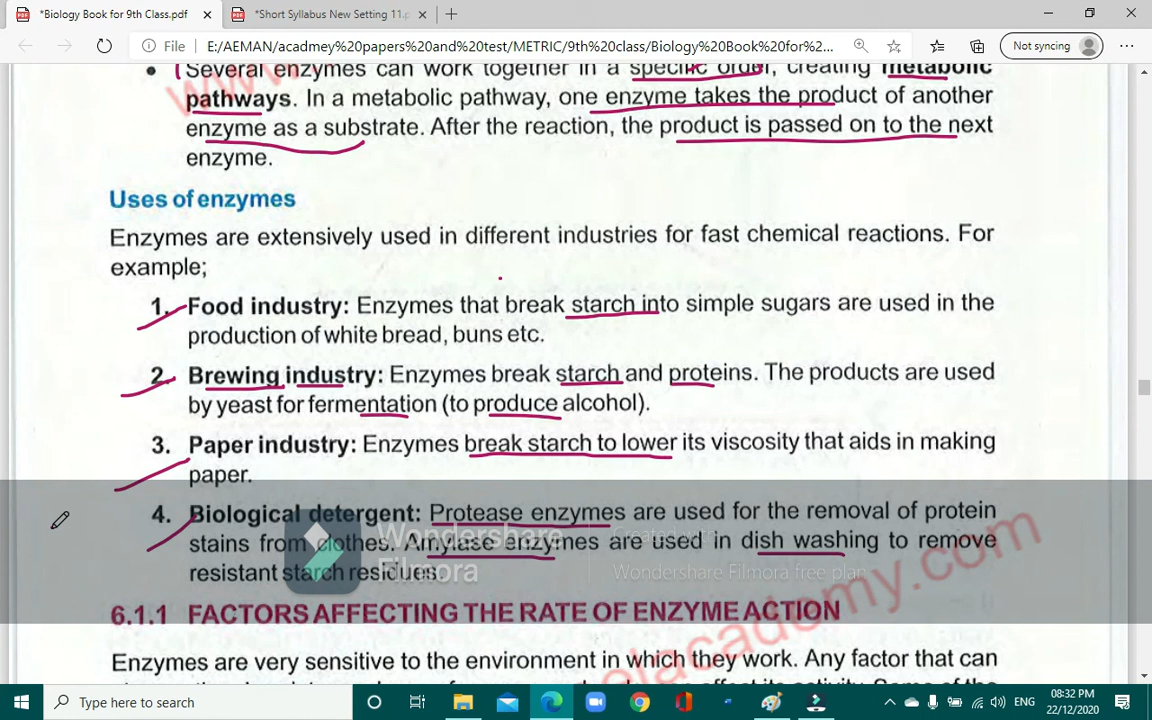 *Biology Book for 9th Class.pdf
*Short Syllabus New Setting 11.p
File E:/AEMAN/acadmey%20papers%20and%20test/METRIC/9th%20class/Biology%20Book%20for%2...
Not syncing
Several enzymes can work together in a specific order, creating metabolic
pathways. In a metabolic pathway, one enzyme takes the product of another
enzyme as a substrate. After the reaction, the product is passed on to the next
enzyme.
Uses of enzymes
Enzymes are extensively used in different industries for fast chemical reactions. For
example;
1. Food industry: Enzymes that break starch into simple sugars are used in the
production of white bread, buns etc.
2. Brewing industry: Enzymes break starch and proteins. The products are used
by yeast for fermentation (to produce alcohol).
3. Paper industry: Enzymes break starch to lower its viscosity that aids in making
paper.
4. Biological detergent: Protease enzymes are used for the removal of protein
stains from clothes. Amylase enzymes are used in dish washing to remove
resistant starch residues.
Wondershare
Filmora
Created with
Wondershare Filmora free plan
6.1.1 FACTORS AFFECTING THE RATE OF ENZYME ACTION
Enzymes are very sensitive to the environment in which they work. Any factor that can
Type here to search
ENG
08:32 PM
22/12/2020